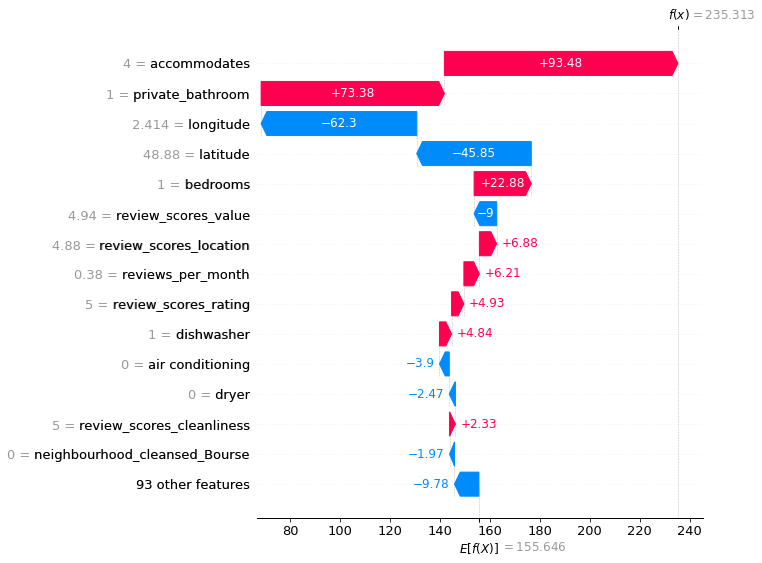 f(x) = 235.313
4 = accommodates +93.48
1 = private_bathroom +73.38
2.414 = longitude −62.3
48.88 = latitude −45.85
1 = bedrooms +22.88
4.94 = review_scores_value −9
4.88 = review_scores_location +6.88
0.38 = reviews_per_month +6.21
5 = review_scores_rating +4.93
1 = dishwasher +4.84
0 = air conditioning −3.9
0 = dryer −2.47
5 = review_scores_cleanliness +2.33
0 = neighbourhood_cleansed_Bourse −1.97
93 other features −9.78
80 100 120 140 160 180 200 220 240
E[f(X)] = 155.646